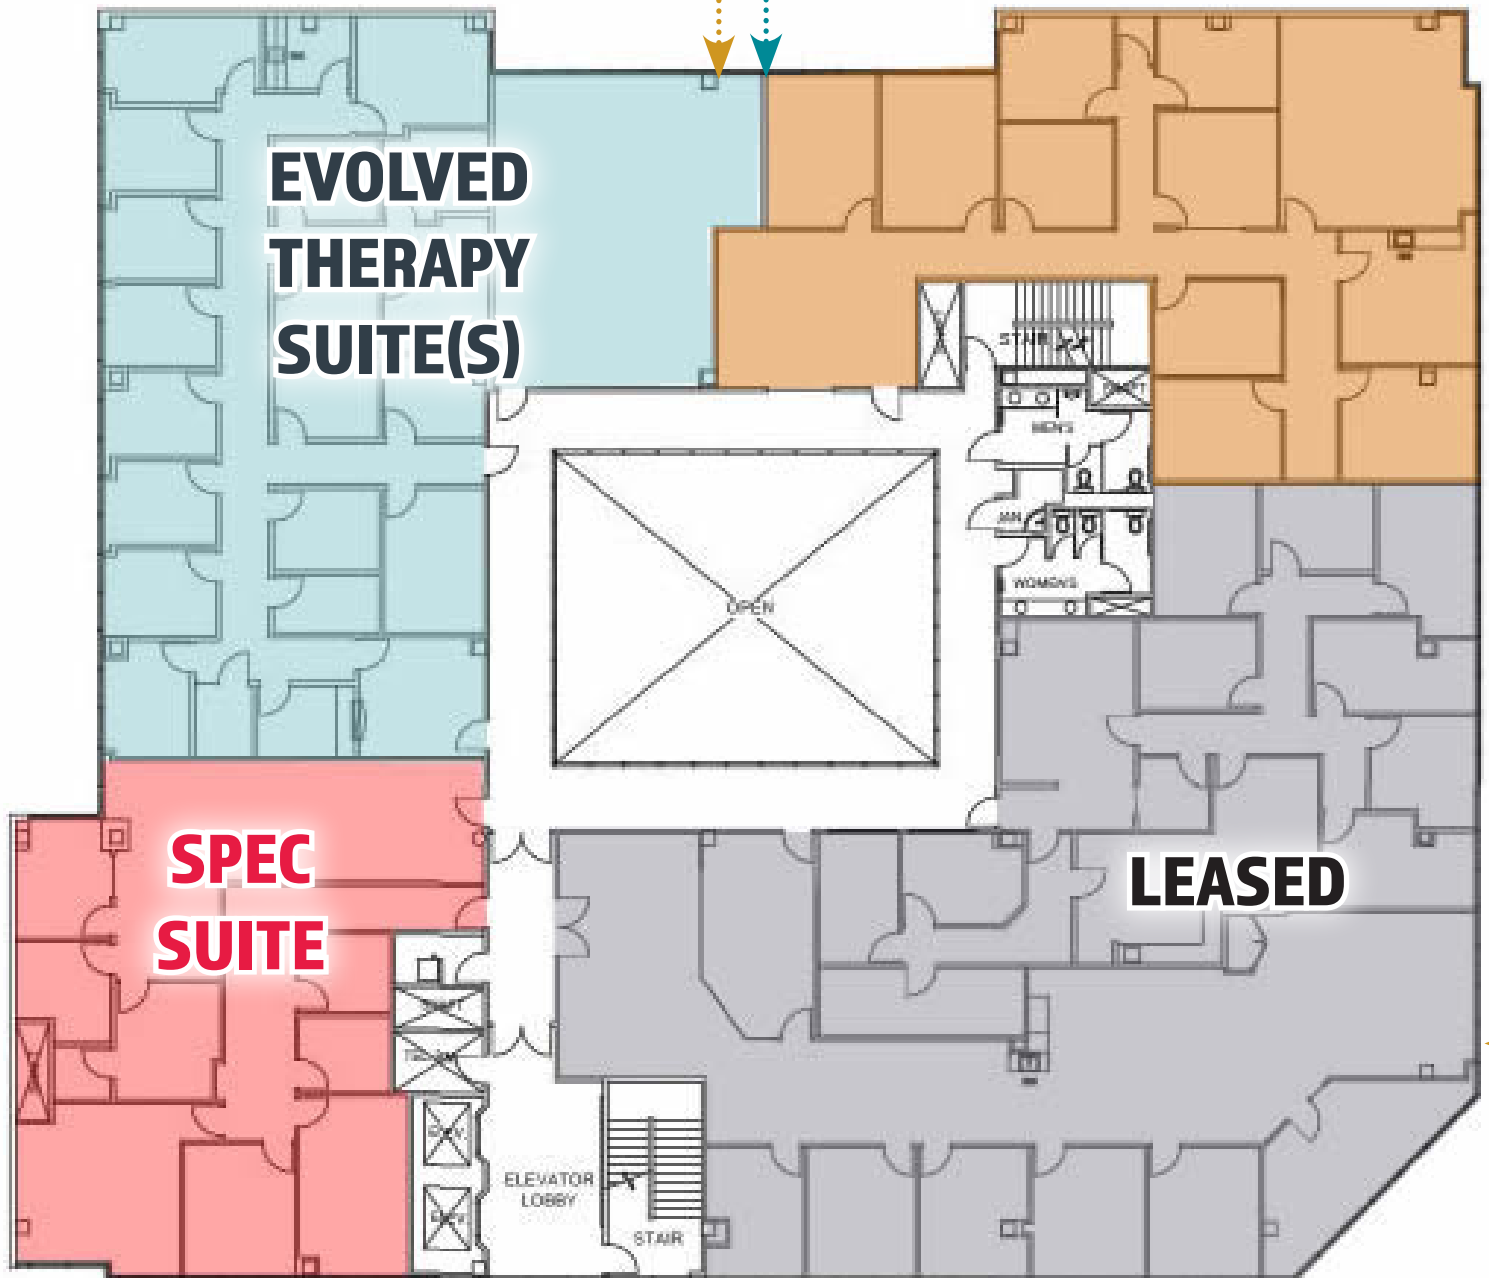 EVOLVED
THERAPY
SUITE(S)
STAIR
MEN'S
JAN
WOMEN'S
OPEN
SPEC
SUITE
LEASED
ELEVATOR
LOBBY
STAIR